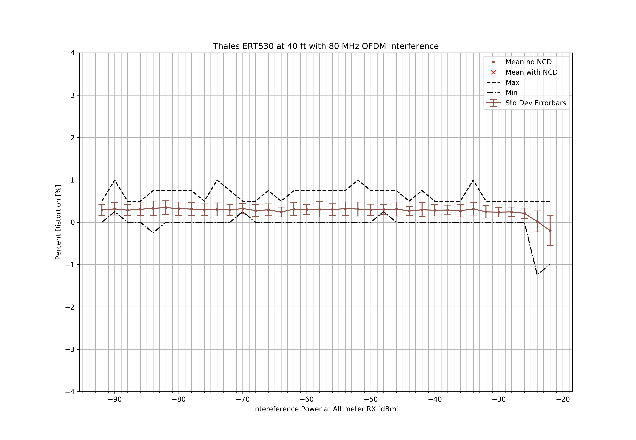 Thales ERT530 at 40 ft with 80 MHz OFDM Interference
Mean no NCD
Mean with NCD
Max
Min
Std Dev Errorbars
Percent Distortion [%]
4
3
2
1
0
−1
−2
−3
−4
−90
−80
−70
−60
−50
−40
−30
−20
Intereference Power at Altimeter RX [dBm]